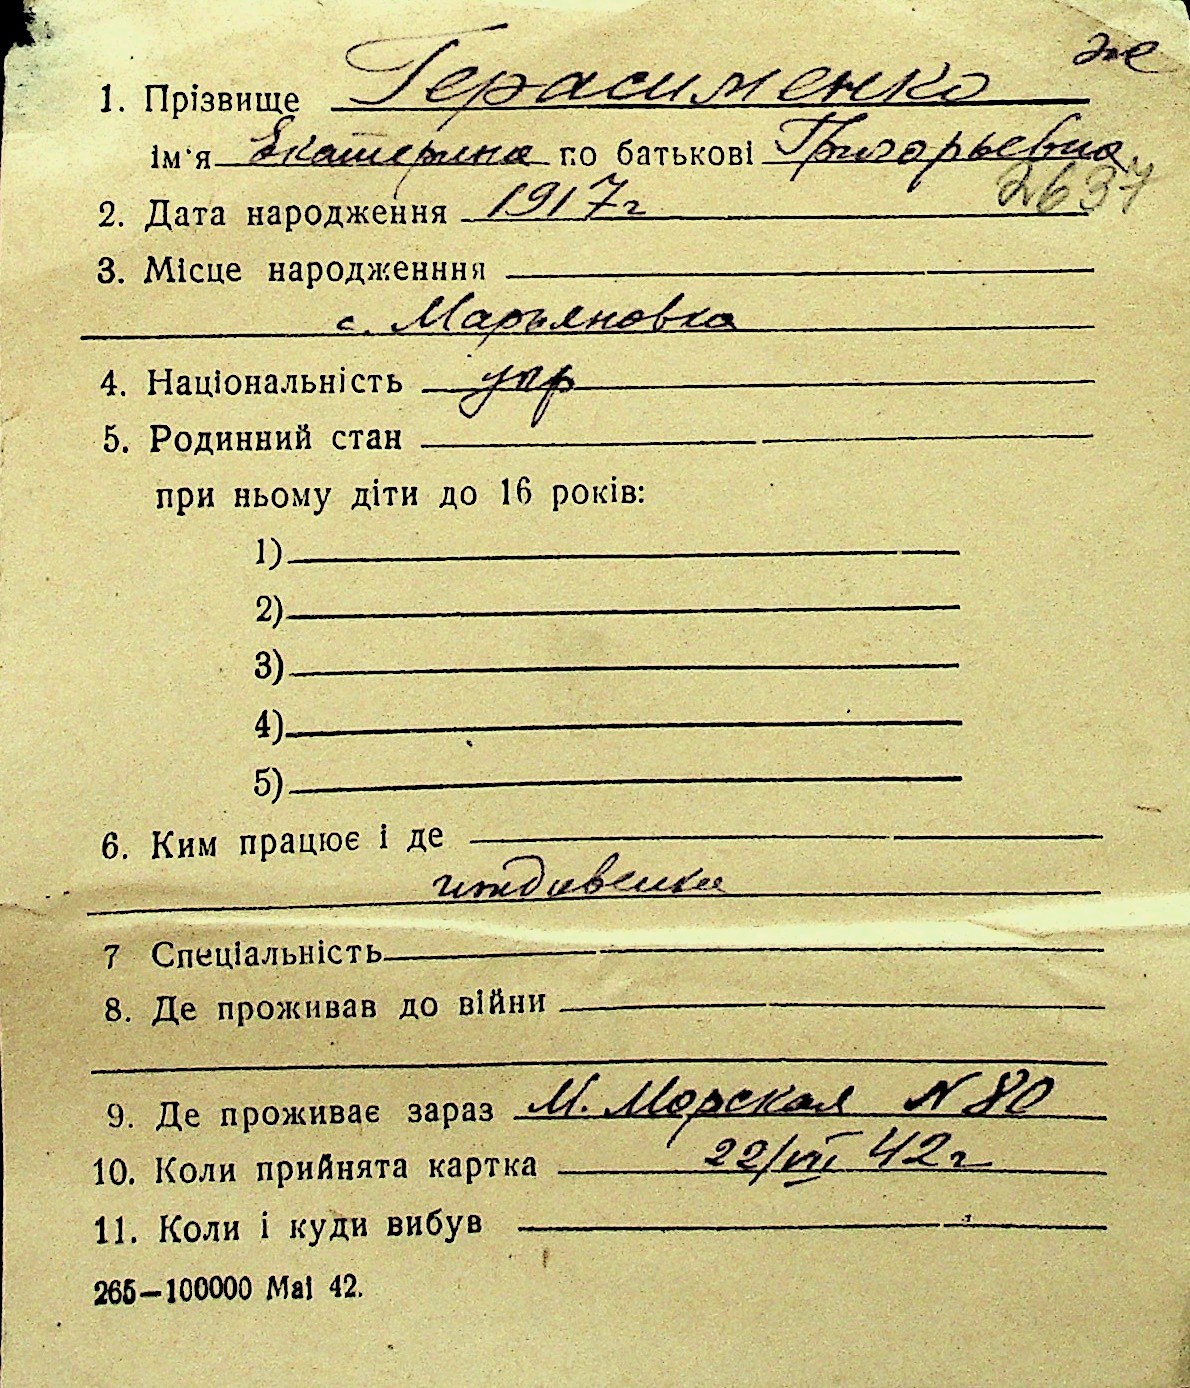 же
1. Прізвище Герасименко
ім'я Екатерина по батькові Григорьевна
2637
2. Дата народження 1917г
3. Місце народженння
с. Марьяновка
4. Національність укр
5. Родинний стан
при ньому діти до 16 років:
1)
2)
3)
4)
5)
6. Ким працює і де
иждивенка
7 Спеціальність
8. Де проживав до війни
9. Де проживає зараз М. Морская N 80
10. Коли прийнята картка 22/VII 42г
11. Коли і куди вибув
265—100000 Mai 42.